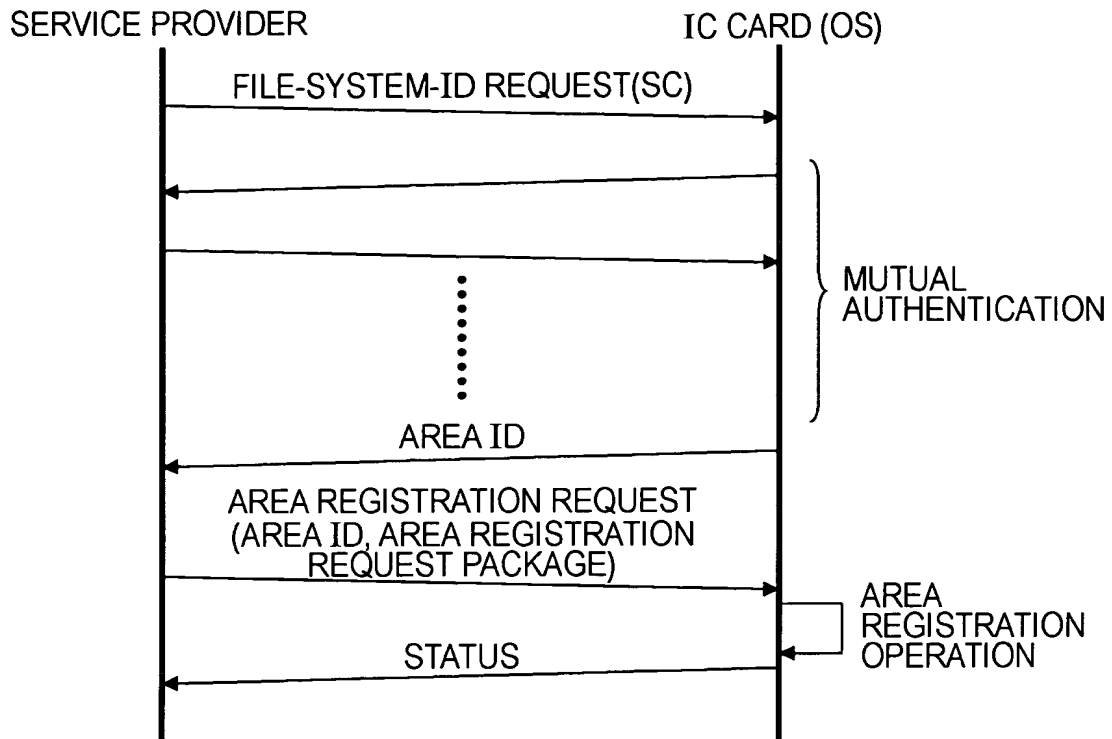 SERVICE PROVIDER
IC CARD (OS)
FILE-SYSTEM-ID REQUEST(SC)
MUTUAL
AUTHENTICATION
AREA ID
AREA REGISTRATION REQUEST
(AREA ID, AREA REGISTRATION
REQUEST PACKAGE)
AREA
REGISTRATION
OPERATION
STATUS